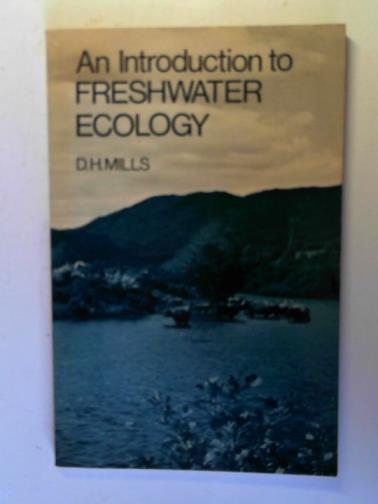 An Introduction to
FRESHWATER
ECOLOGY
D.H.MILLS